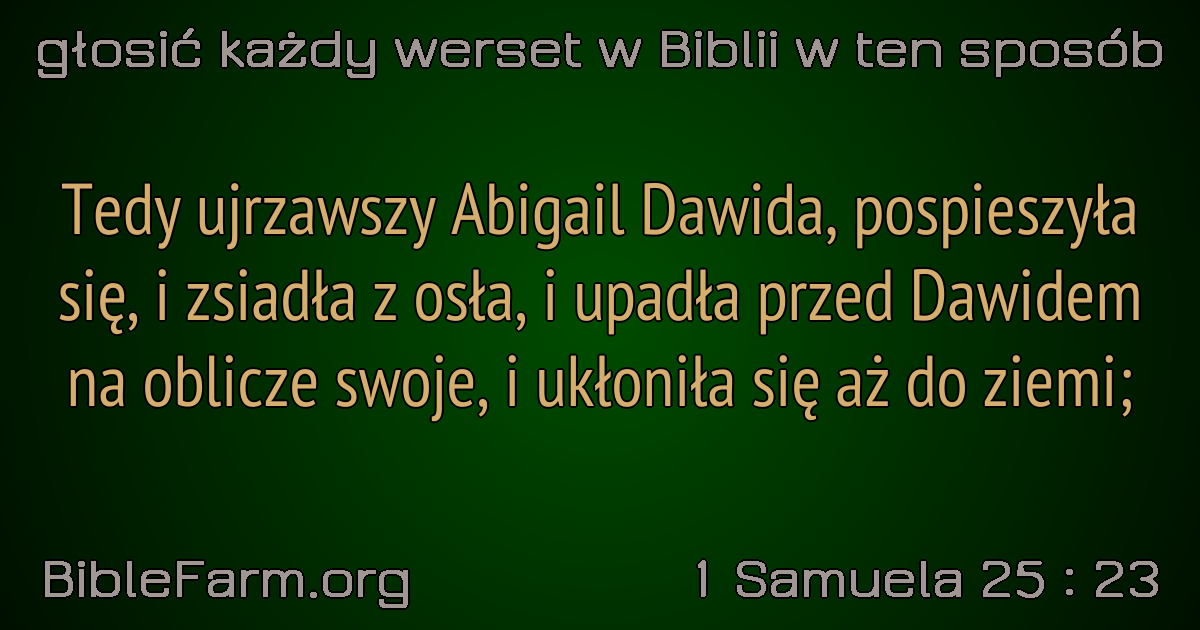 głosić każdy werset w Biblii w ten sposób
Tedy ujrzawszy Abigail Dawida, pospieszyła
się, i zsiadła z osła, i upadła przed Dawidem
na oblicze swoje, i ukłoniła się aż do ziemi;
BibleFarm.org
1 Samuela 25 : 23